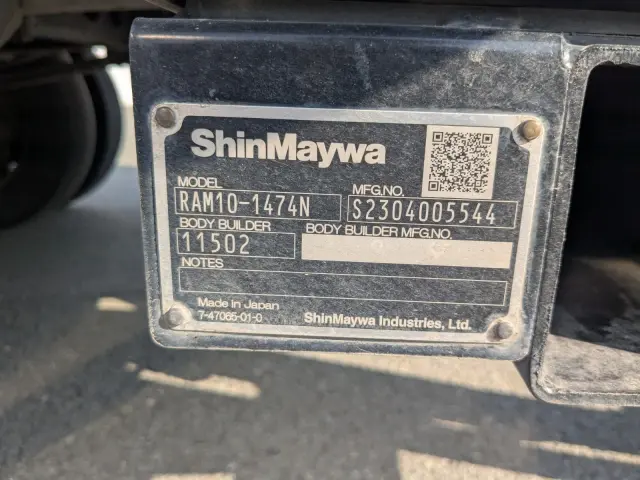 ShinMaywa
MODEL MFG.NO.
RAM10-1474N S2304005544
BODY BUILDER BODY BUILDER MFG.NO.
11502
NOTES
Made in Japan
7-47065-01-0 ShinMaywa Industries, Ltd.